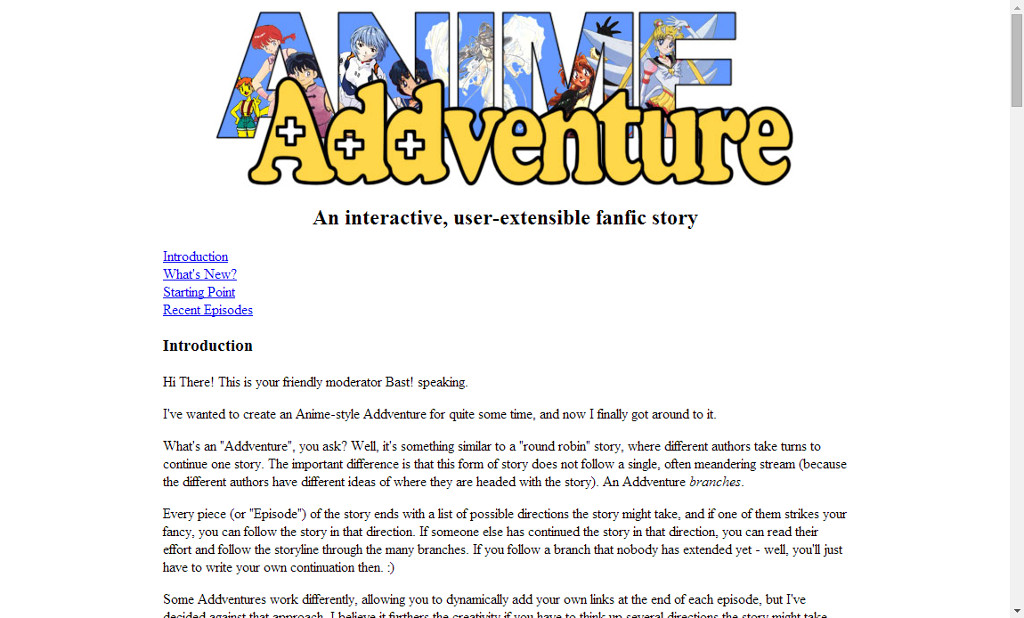 ANIME
Addventure
An interactive, user-extensible fanfic story
Introduction
What's New?
Starting Point
Recent Episodes
Introduction
Hi There! This is your friendly moderator Bast! speaking.
I've wanted to create an Anime-style Addventure for quite some time, and now I finally got around to it.
What's an "Addventure", you ask? Well, it's something similar to a "round robin" story, where different authors take turns to
continue one story. The important difference is that this form of story does not follow a single, often meandering stream (because
the different authors have different ideas of where they are headed with the story). An Addventure branches.
Every piece (or "Episode") of the story ends with a list of possible directions the story might take, and if one of them strikes your
fancy, you can follow the story in that direction. If someone else has continued the story in that direction, you can read their
effort and follow the storyline through the many branches. If you follow a branch that nobody has extended yet - well, you'll just
have to write your own continuation then. :)
Some Addventures work differently, allowing you to dynamically add your own links at the end of each episode, but I've
decided against that approach. I believe it furthers the creativity if you have to think up several directions the story might take